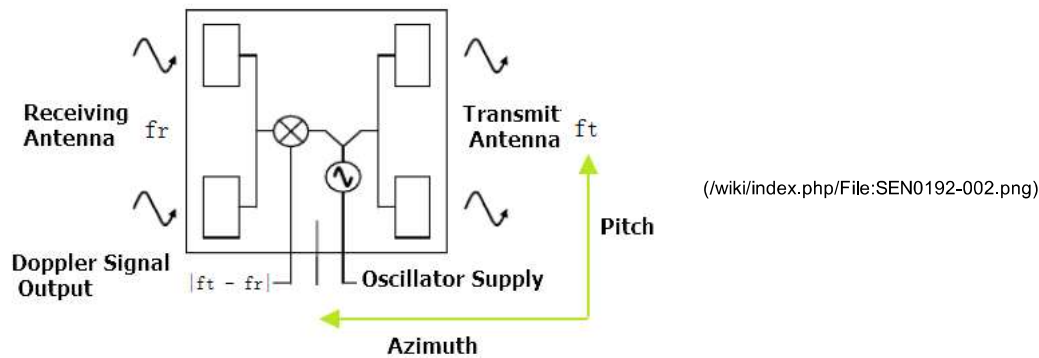 Receiving
Antenna
fr
Transmit
Antenna
ft
(/wiki/index.php/File:SEN0192-002.png)
Pitch
Doppler Signal
Output
|ft - fr|
Oscillator Supply
Azimuth